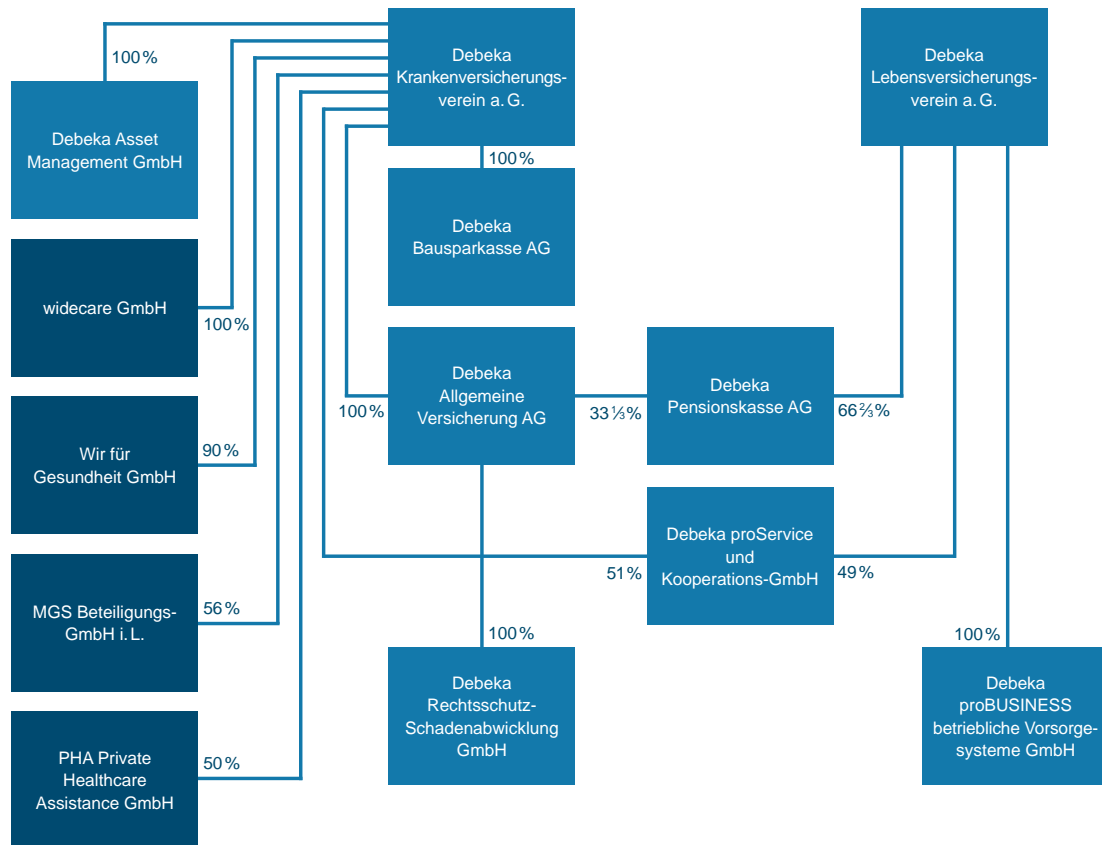 Debeka
Krankenversicherungs-
verein a. G.
Debeka
Lebensversicherungs-
verein a. G.
100 %
Debeka Asset
Management GmbH
100 %
Debeka
Bausparkasse AG
widecare GmbH
100 %
Debeka
Allgemeine
Versicherung AG
100 %
33 ⅓ %
Debeka
Pensionskasse AG
66 ⅔ %
Wir für
Gesundheit GmbH
90 %
Debeka proService
und
Kooperations-GmbH
51 %
49 %
MGS Beteiligungs-
GmbH i. L.
56 %
100 %
Debeka
Rechtsschutz-
Schadenabwicklung
GmbH
100 %
Debeka
proBUSINESS
betriebliche Vorsorge-
systeme GmbH
PHA Private
Healthcare
Assistance GmbH
50 %